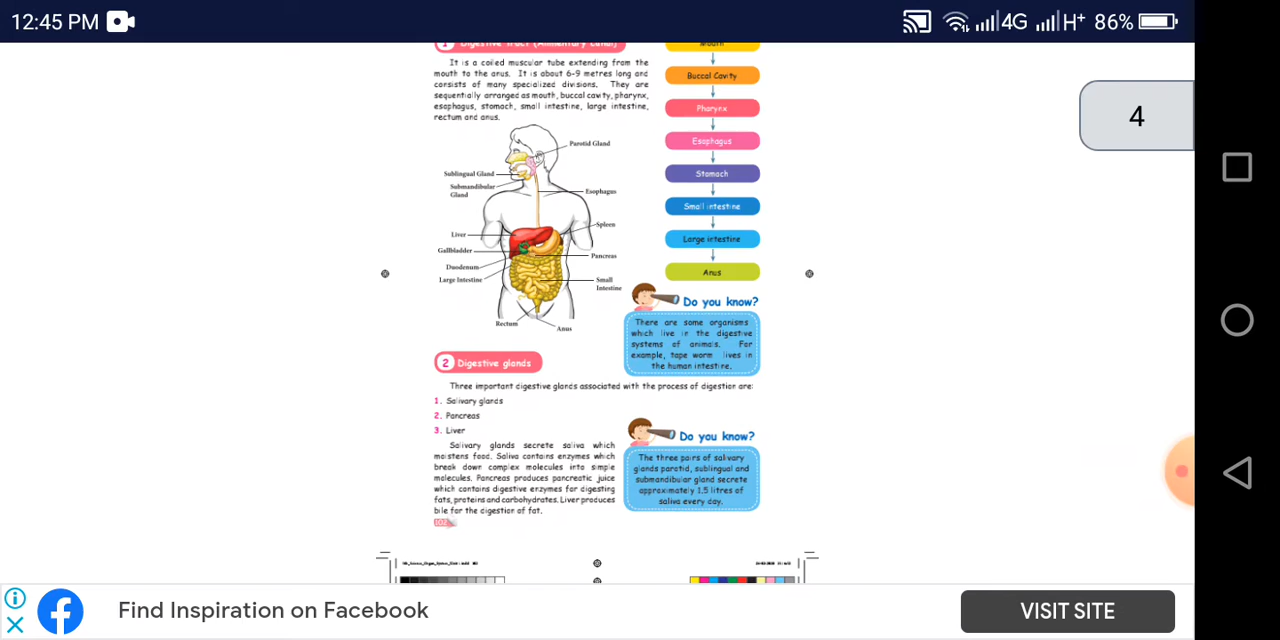 12:45 PM
4G
H+
86%
4
1 Digestive Tract (Alimentary canal)
It is a coiled muscular tube extending from the
mouth to the anus. It is about 6-9 metres long and
consists of many specialized divisions. They are
sequentially arranged as mouth, buccal cavity, pharynx,
esophagus, stomach, small intestine, large intestine,
rectum and anus.
Mouth
Buccal Cavity
Pharynx
Esophagus
Stomach
Small intestine
Large intestine
Anus
Parotid Gland
Sublingual Gland
Submandibular
Gland
Esophagus
Spleen
Liver
Gallbladder
Pancreas
Duodenum
Large Intestine
Small
Intestine
Rectum
Anus
Do you know?
There are some organisms
which live in the digestive
systems of animals. For
example, tape worm lives in
the human intestine.
2 Digestive glands
Three important digestive glands associated with the process of digestion are:
1. Salivary glands
2. Pancreas
3. Liver
Salivary glands secrete saliva which
moistens food. Saliva contains enzymes which
break down complex molecules into simple
molecules. Pancreas produces pancreatic juice
which contains digestive enzymes for digesting
fats, proteins and carbohydrates. Liver produces
bile for the digestion of fat.
Do you know?
The three pairs of salivary
glands parotid, sublingual and
submandibular gland secrete
approximately 1.5 litres of
saliva every day.
Find Inspiration on Facebook
VISIT SITE